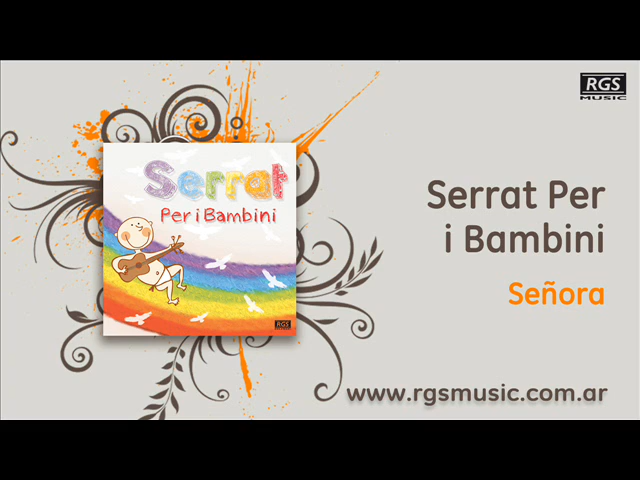 RGS
MUSIC
Serrat
Per i Bambini
RGS
Serrat Per
i Bambini
Señora
www.rgsmusic.com.ar